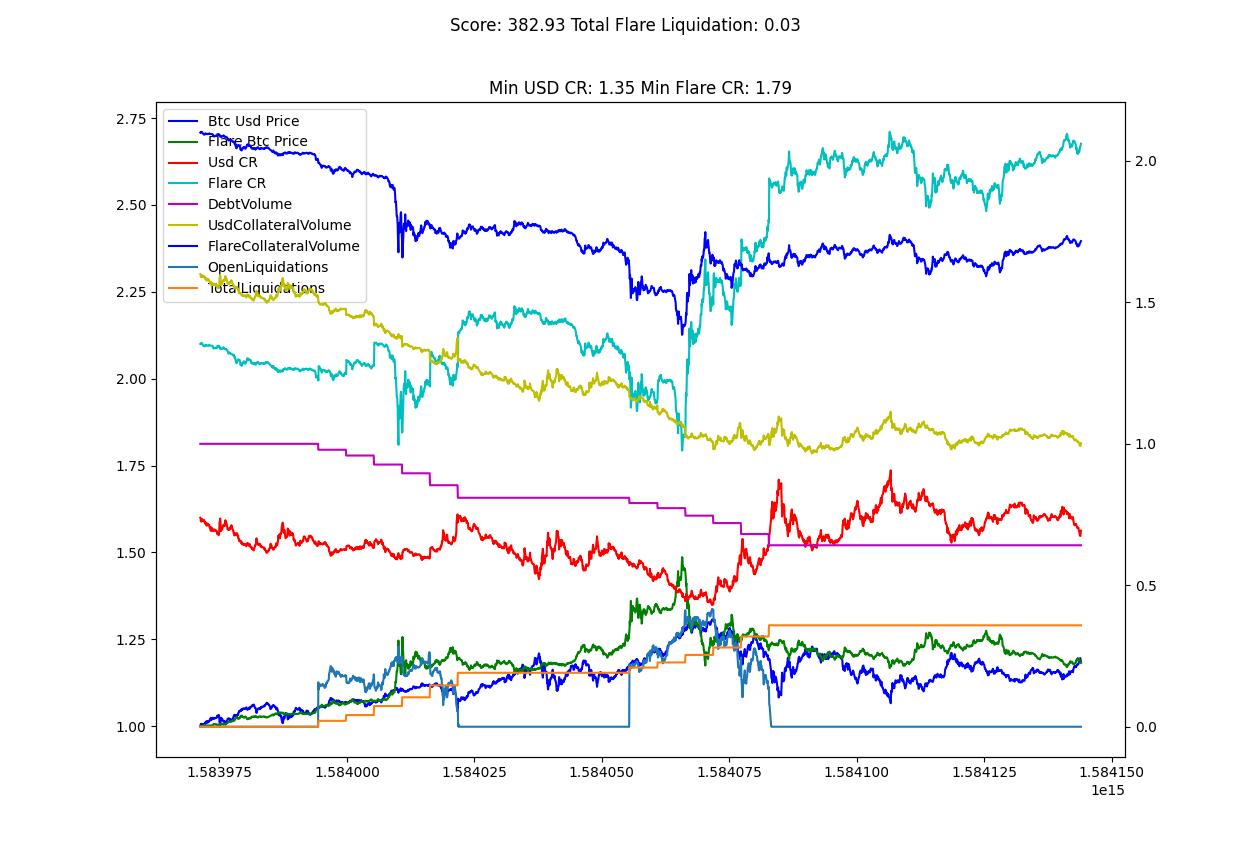 Score: 382.93 Total Flare Liquidation: 0.03
Min USD CR: 1.35 Min Flare CR: 1.79
Btc Usd Price
Flare Btc Price
Usd CR
Flare CR
DebtVolume
UsdCollateralVolume
FlareCollateralVolume
OpenLiquidations
TotalLiquidations
2.75
2.50
2.25
2.00
1.75
1.50
1.25
1.00
2.0
1.5
1.0
0.5
0.0
1.583975 1.584000 1.584025 1.584050 1.584075 1.584100 1.584125 1.584150
1e15